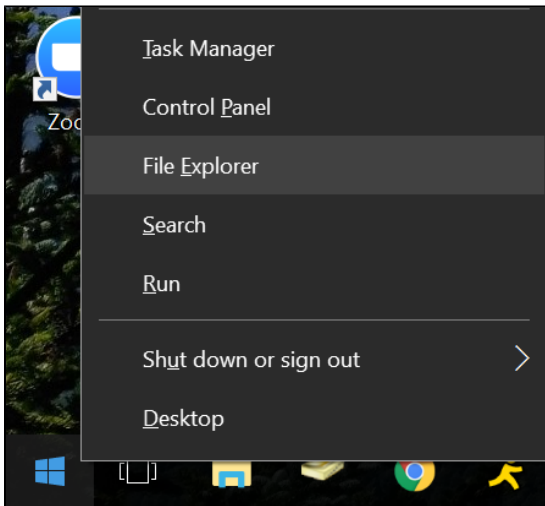 Task Manager
Control Panel
File Explorer
Search
Run
Shut down or sign out
Desktop